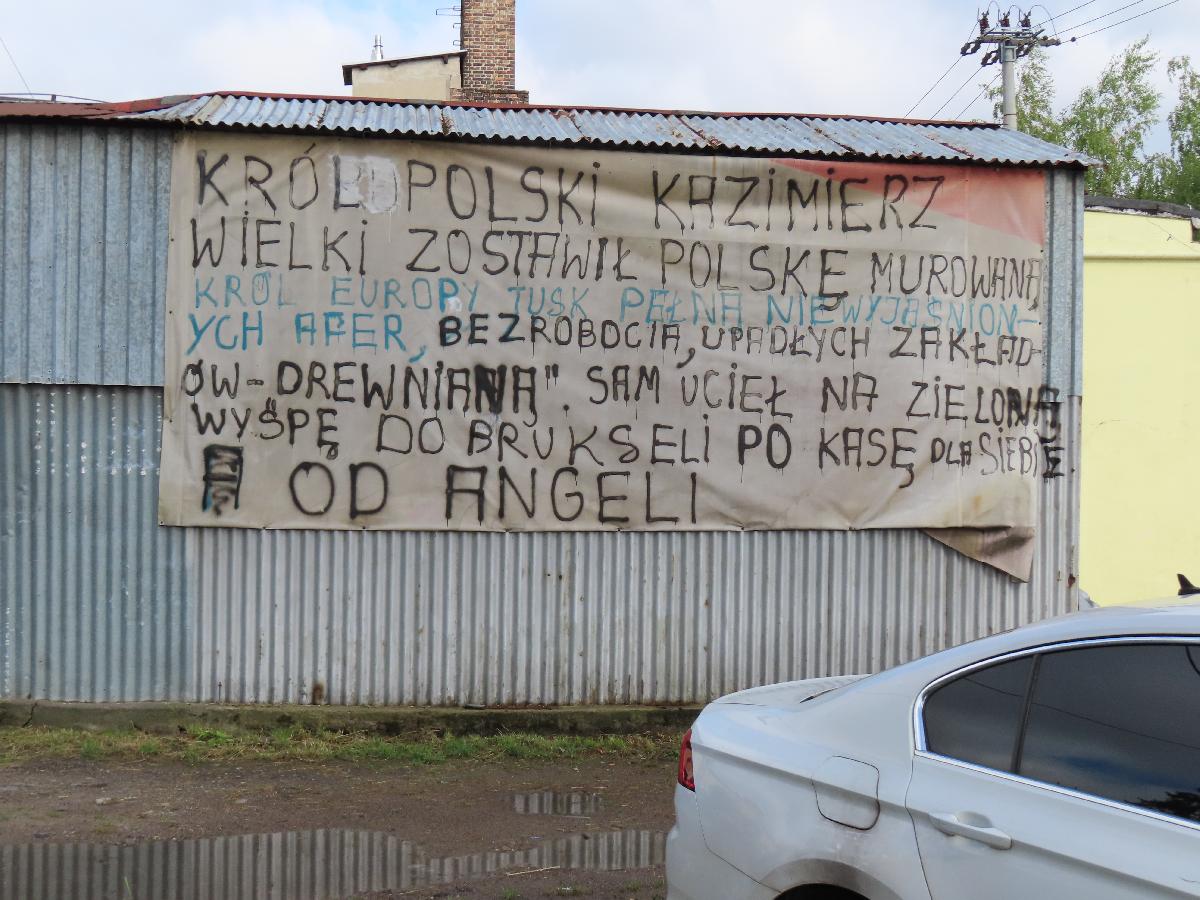 KRÓL POLSKI KAZIMIERZ
WIELKI ZOSTAWIŁ POLSKĘ MUROWANĄ
KRÓL EUROPY TUSK PEŁNĄ NIEWYJAŚNION-
YCH AFER, BEZROBOCIA, UPADŁYCH ZAKŁAD-
ÓW - DREWNIANĄ". SAM UCIEŁ NA ZIELONĄ
WYSPĘ DO BRUKSELI PO KASĘ DLA SIEBIE
OD ANGELI